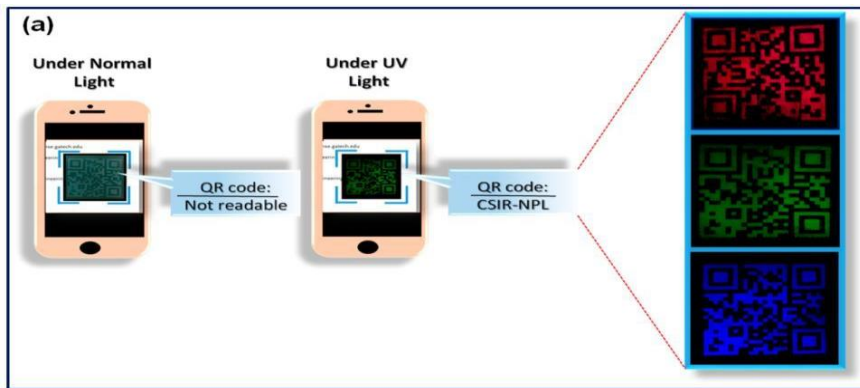 (a)
Under Normal
Light
Under UV
Light
QR code:
Not readable
QR code:
CSIR-NPL